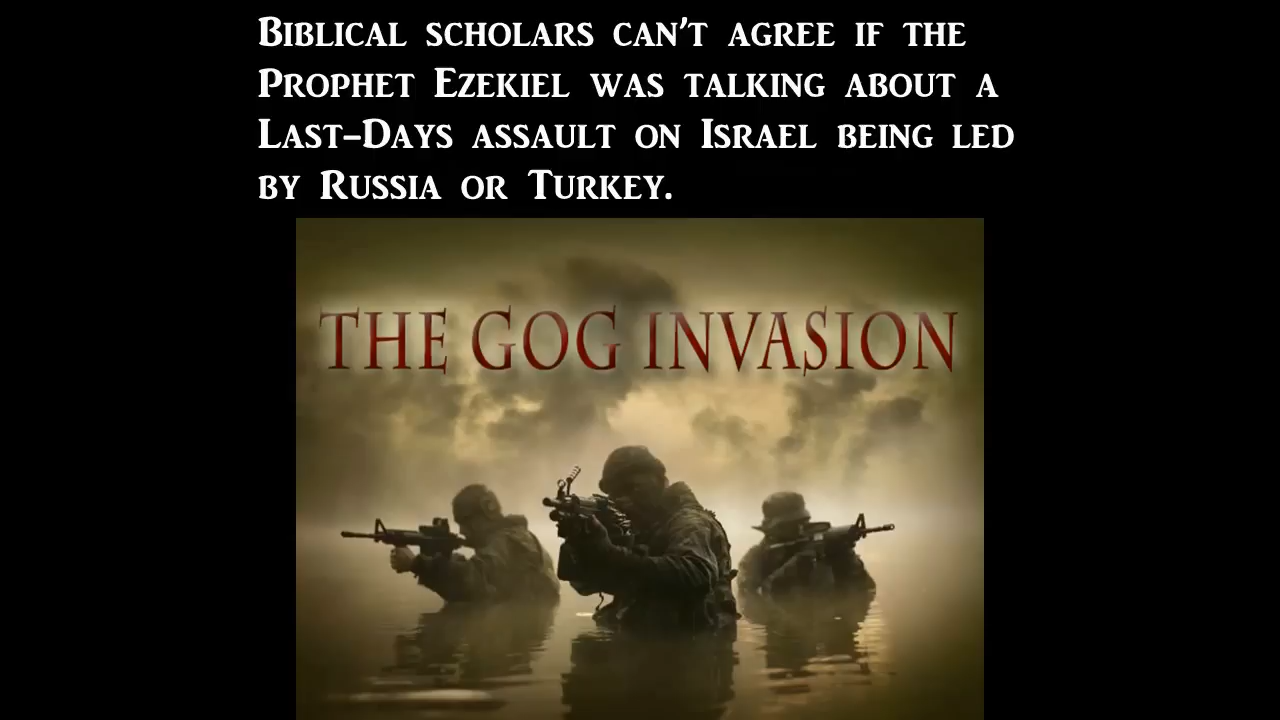 Biblical scholars can't agree if the
Prophet Ezekiel was talking about a
Last-Days assault on Israel being led
by Russia or Turkey.
THE GOG INVASION